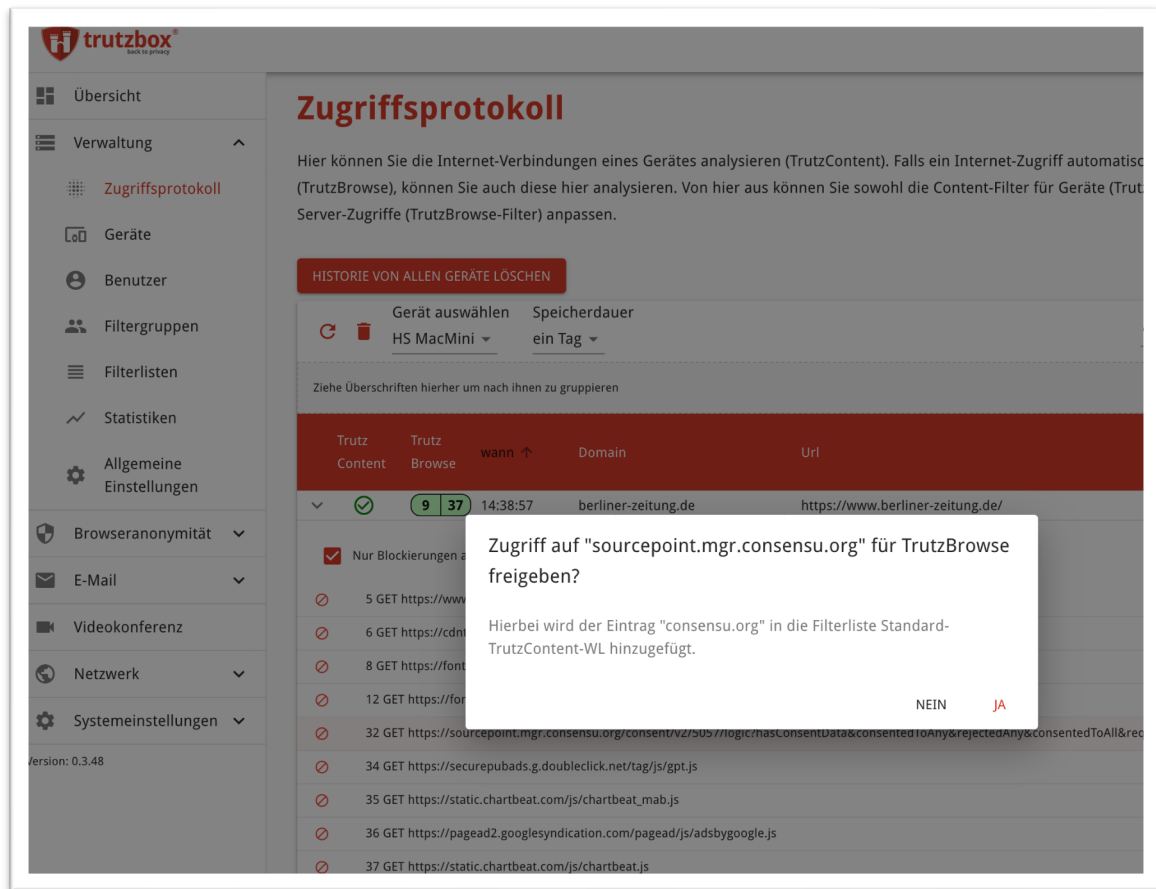 trutzbox®
back to privacy
Übersicht
Verwaltung
Zugriffsprotokoll
Geräte
Benutzer
Filtergruppen
Filterlisten
Statistiken
Allgemeine
Einstellungen
Browseranonymität
E-Mail
Videokonferenz
Netzwerk
Systemeinstellungen
Version: 0.3.48
Zugriffsprotokoll
Hier können Sie die Internet-Verbindungen eines Gerätes analysieren (TrutzContent). Falls ein Internet-Zugriff automatisc
(TrutzBrowse), können Sie auch diese hier analysieren. Von hier aus können Sie sowohl die Content-Filter für Geräte (Trut
Server-Zugriffe (TrutzBrowse-Filter) anpassen.
HISTORIE VON ALLEN GERÄTE LÖSCHEN
Gerät auswählen Speicherdauer
HS MacMini ein Tag
Ziehe Überschriften hierher um nach ihnen zu gruppieren
Trutz Content Trutz Browse wann Domain Url
9 37 14:38:57 berliner-zeitung.de https://www.berliner-zeitung.de/
Nur Blockierungen a
Zugriff auf "sourcepoint.mgr.consensu.org" für TrutzBrowse
freigeben?
Hierbei wird der Eintrag "consensu.org" in die Filterliste Standard-
TrutzContent-WL hinzugefügt.
NEIN JA
5 GET https://www
6 GET https://cdn
8 GET https://font
12 GET https://for
32 GET https://sourcepoint.mgr.consensu.org/consent/v2/5057/logic?hasConsentData&consentedToAny&rejectedAny&consentedToAll&rec
34 GET https://securepubads.g.doubleclick.net/tag/js/gpt.js
35 GET https://static.chartbeat.com/js/chartbeat_mab.js
36 GET https://pagead2.googlesyndication.com/pagead/js/adsbygoogle.js
37 GET https://static.chartbeat.com/js/chartbeat.js